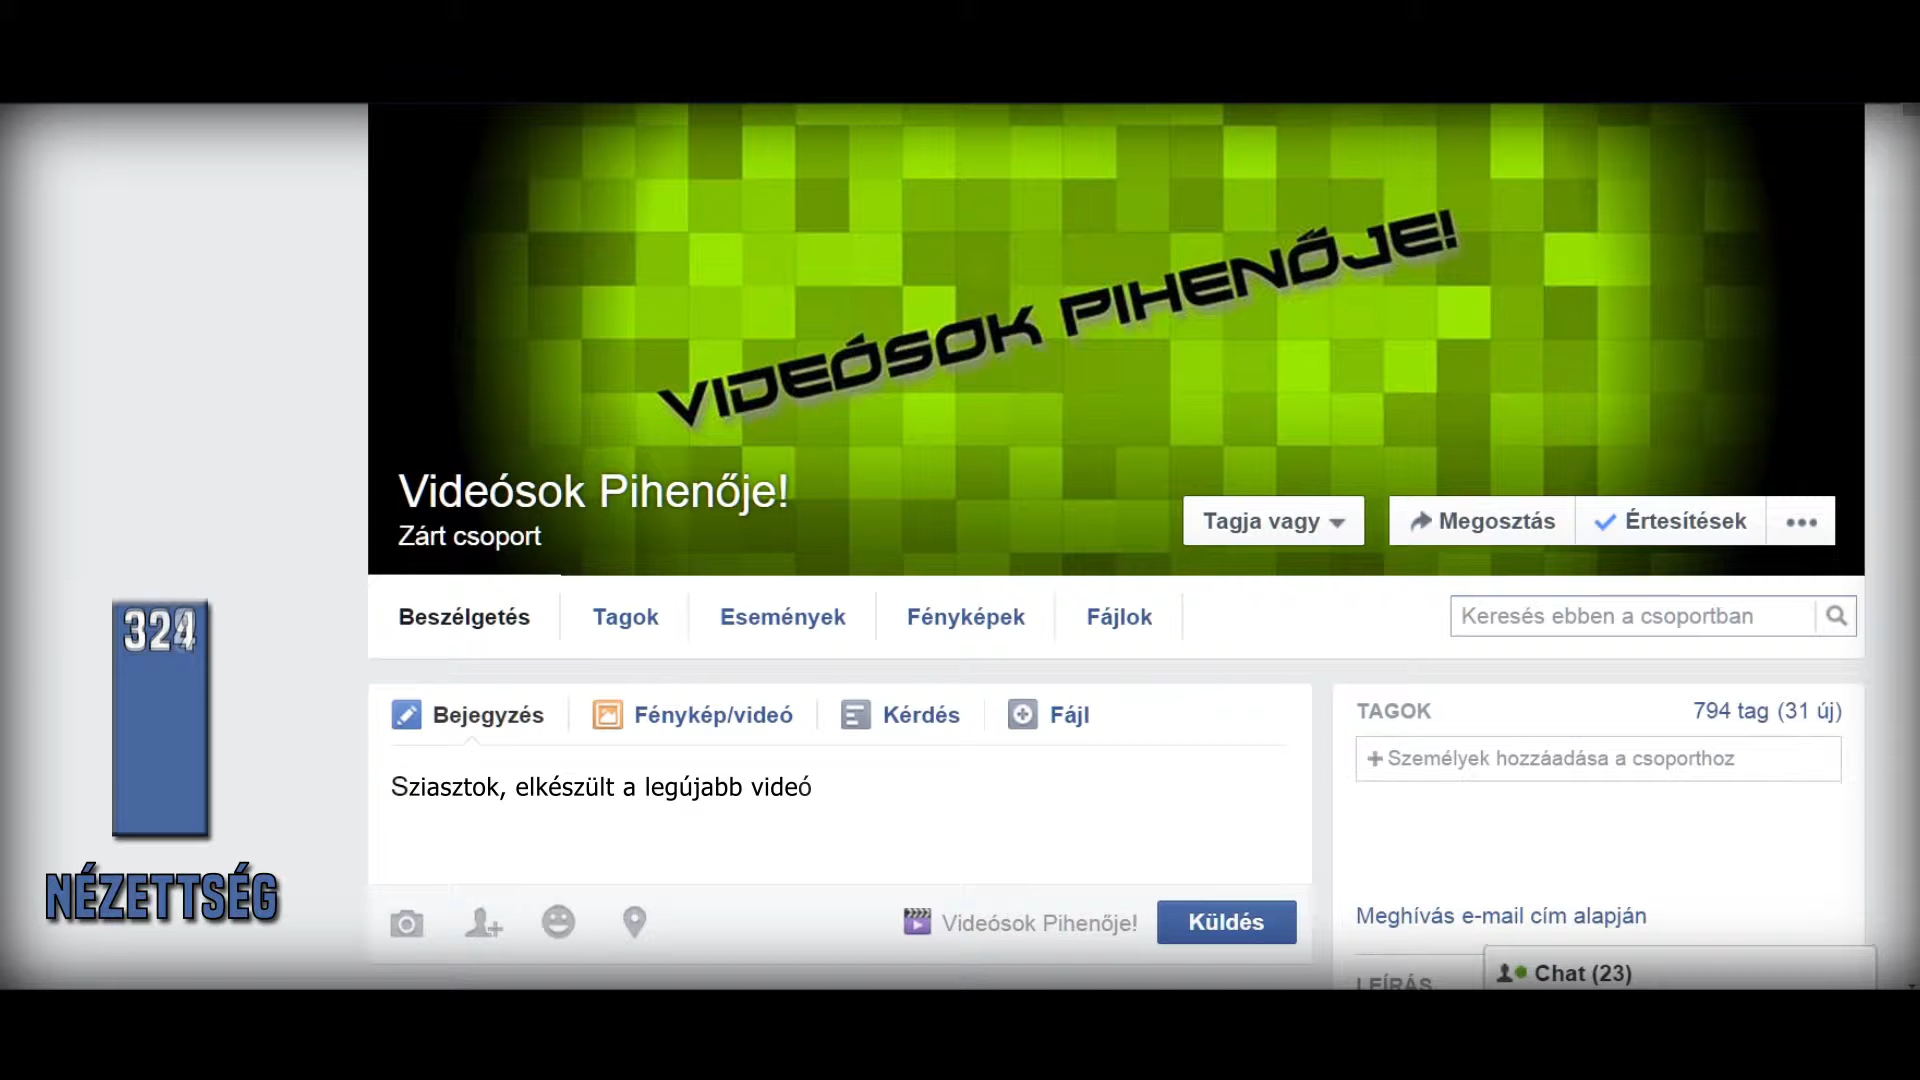 VIDEÓSOK PIHENŐJE!
Videósok Pihenője!
Zárt csoport
Tagja vagy
Megosztás
Értesítések
Beszélgetés
Tagok
Események
Fényképek
Fájlok
Keresés ebben a csoportban
Bejegyzés
Fénykép/videó
Kérdés
Fájl
Sziasztok, elkészült a legújabb videó
Videósok Pihenője!
Küldés
TAGOK
794 tag (31 új)
Személyek hozzáadása a csoporthoz
Meghívás e-mail cím alapján
LEÍRÁS
Chat (23)
NÉZETTSÉG